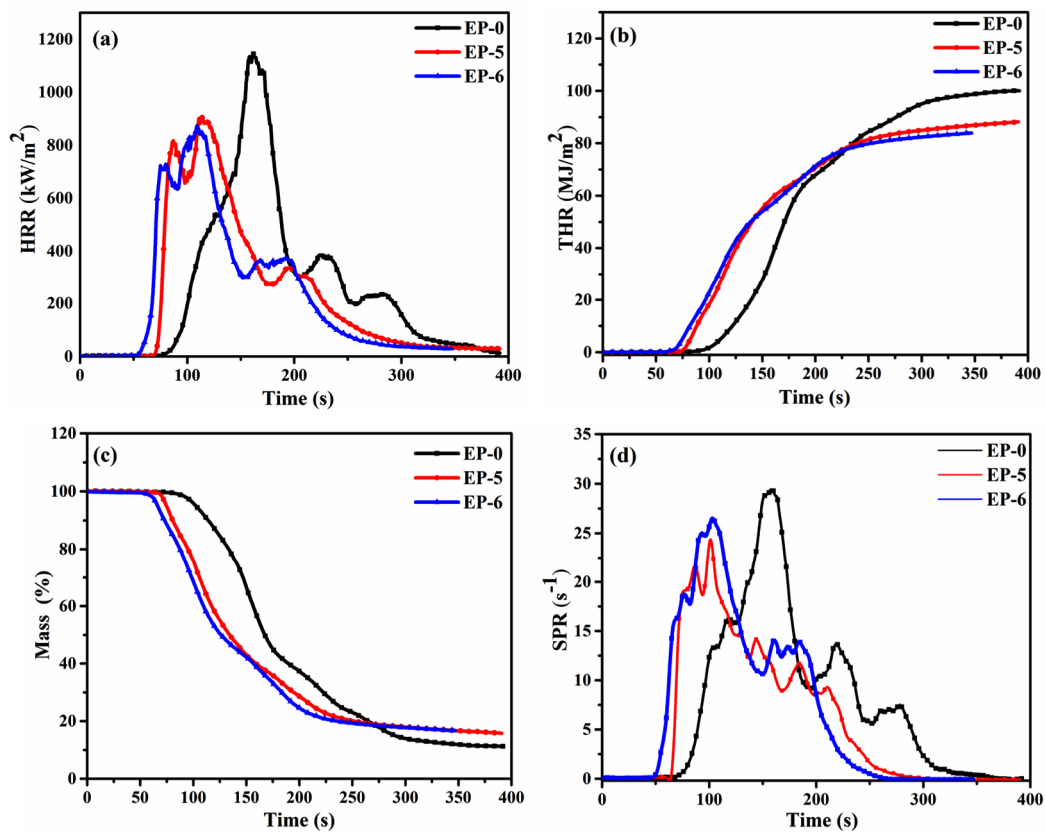 (a)
EP-0
EP-5
EP-6
1200
1000
800
600
400
200
0
HRR (kW/m²)
0 100 200 300 400
Time (s)
(b)
EP-0
EP-5
EP-6
120
100
80
60
40
20
0
THR (MJ/m²)
0 50 100 150 200 250 300 350 400
Time (s)
(c)
EP-0
EP-5
EP-6
120
100
80
60
40
20
0
Mass (%)
0 50 100 150 200 250 300 350 400
Time (s)
(d)
EP-0
EP-5
EP-6
35
30
25
20
15
10
5
0
SPR (s⁻¹)
0 100 200 300 400
Time (s)